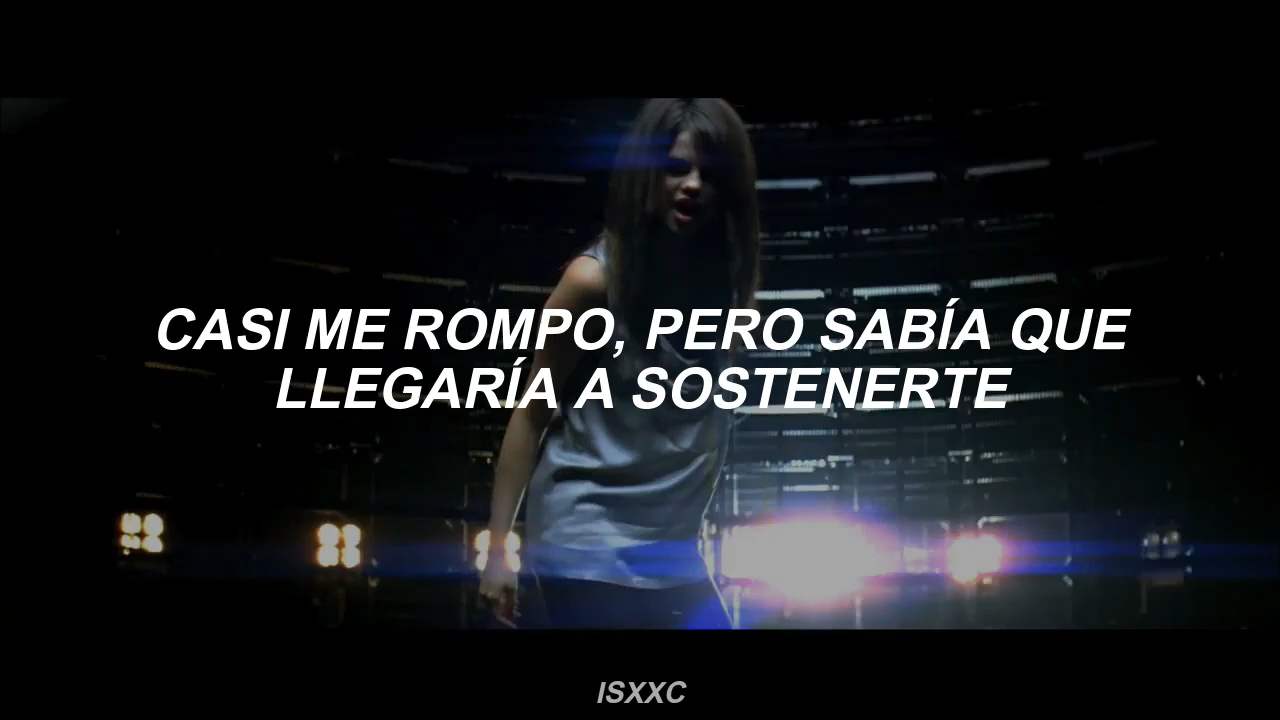 CASI ME ROMPO, PERO SABÍA QUE
LLEGARÍA A SOSTENERTE
ISXXC